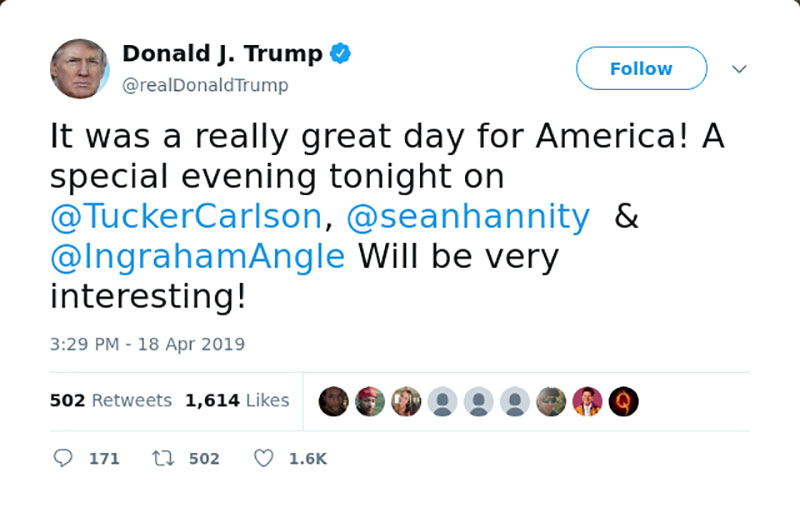 Donald J. Trump
@realDonaldTrump
Follow
It was a really great day for America! A
special evening tonight on
@TuckerCarlson, @seanhannity &
@IngrahamAngle Will be very
interesting!
3:29 PM - 18 Apr 2019
502 Retweets 1,614 Likes
Q
171 502 1.6K